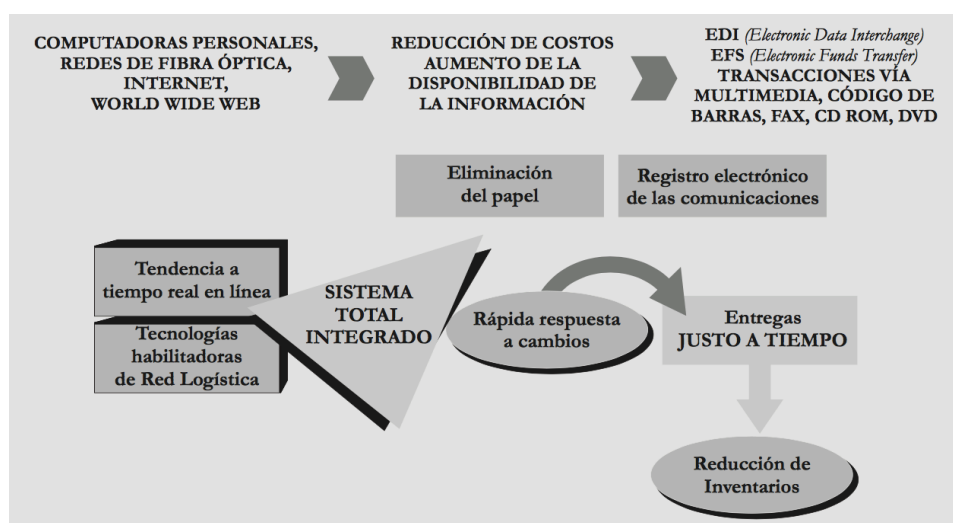 COMPUTADORAS PERSONALES,
REDES DE FIBRA ÓPTICA,
INTERNET,
WORLD WIDE WEB
REDUCCIÓN DE COSTOS
AUMENTO DE LA
DISPONIBILIDAD DE
LA INFORMACIÓN
EDI (Electronic Data Interchange)
EFS (Electronic Funds Transfer)
TRANSACCIONES VÍA
MULTIMEDIA, CÓDIGO DE
BARRAS, FAX, CD ROM, DVD
Eliminación
del papel
Registro electrónico
de las comunicaciones
Tendencia a
tiempo real en línea
Tecnologías
habilitadoras
de Red Logística
SISTEMA
TOTAL
INTEGRADO
Rápida respuesta
a cambios
Entregas
JUSTO A TIEMPO
Reducción de
Inventarios